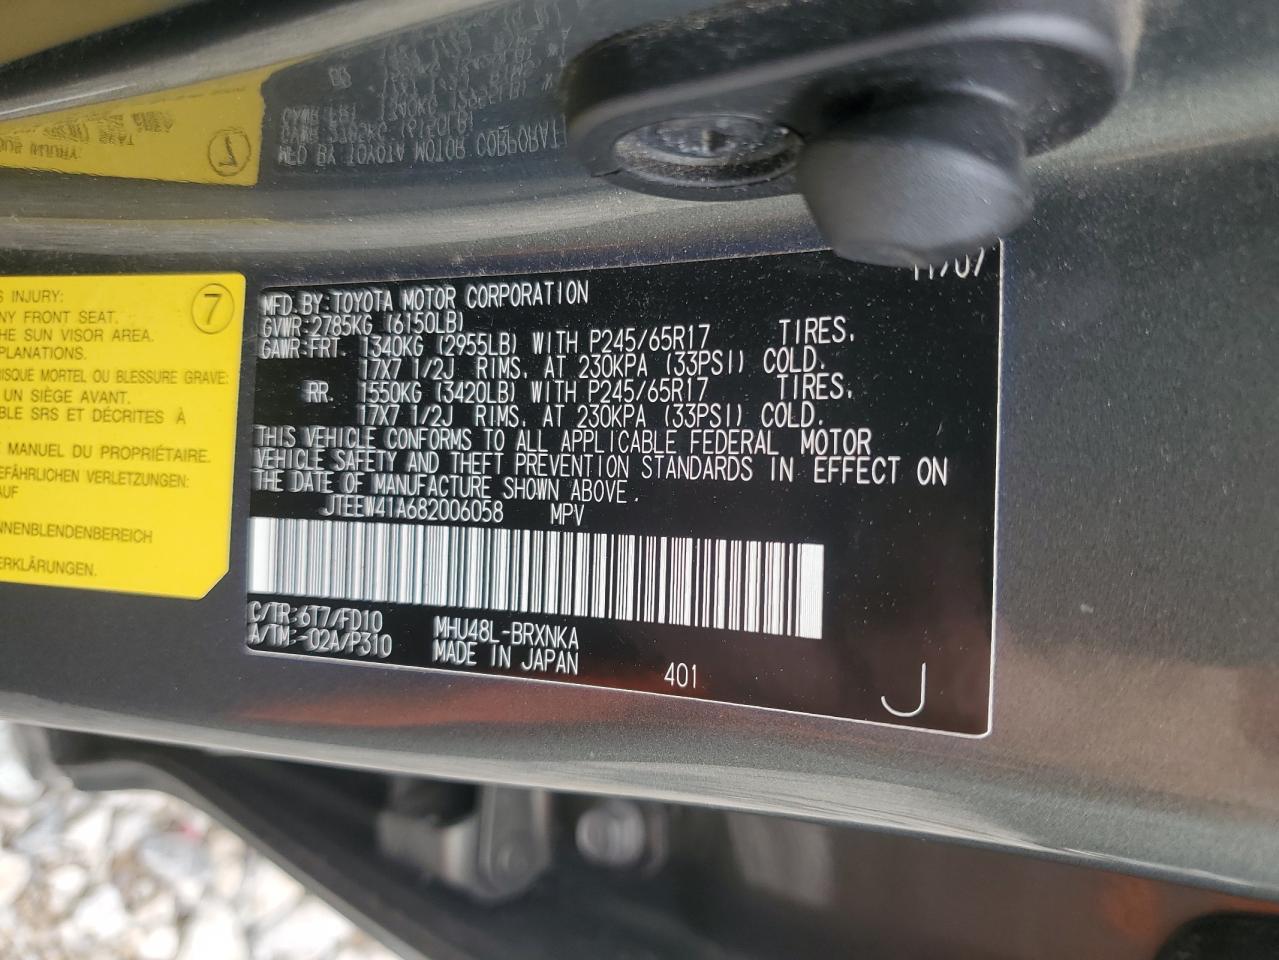 S INJURY:
NY FRONT SEAT.
HE SUN VISOR AREA.
PLANATIONS.
RISQUE MORTEL OU BLESSURE GRAVE:
UN SIÈGE AVANT.
BLE SRS ET DÉCRITES À
MANUEL DU PROPRIÉTAIRE.
EFÄHRLICHEN VERLETZUNGEN:
AUF
NNENBLENDENBEREICH
ERKLÄRUNGEN.
7
11/07
MFD. BY: TOYOTA MOTOR CORPORATION
GVWR: 2785KG (6150LB)
GAWR: FRT. 1340KG (2955LB) WITH P245/65R17 TIRES,
17X7 1/2J RIMS, AT 230KPA (33PSI) COLD.
RR. 1550KG (3420LB) WITH P245/65R17 TIRES,
17X7 1/2J RIMS, AT 230KPA (33PSI) COLD.
THIS VEHICLE CONFORMS TO ALL APPLICABLE FEDERAL MOTOR
VEHICLE SAFETY AND THEFT PREVENTION STANDARDS IN EFFECT ON
THE DATE OF MANUFACTURE SHOWN ABOVE.
JTEEW41A682006058 MPV
C/TR: 6T7/FD10
A/TM: -02A/P310
MHU48L-BRXNKA
MADE IN JAPAN
401
J